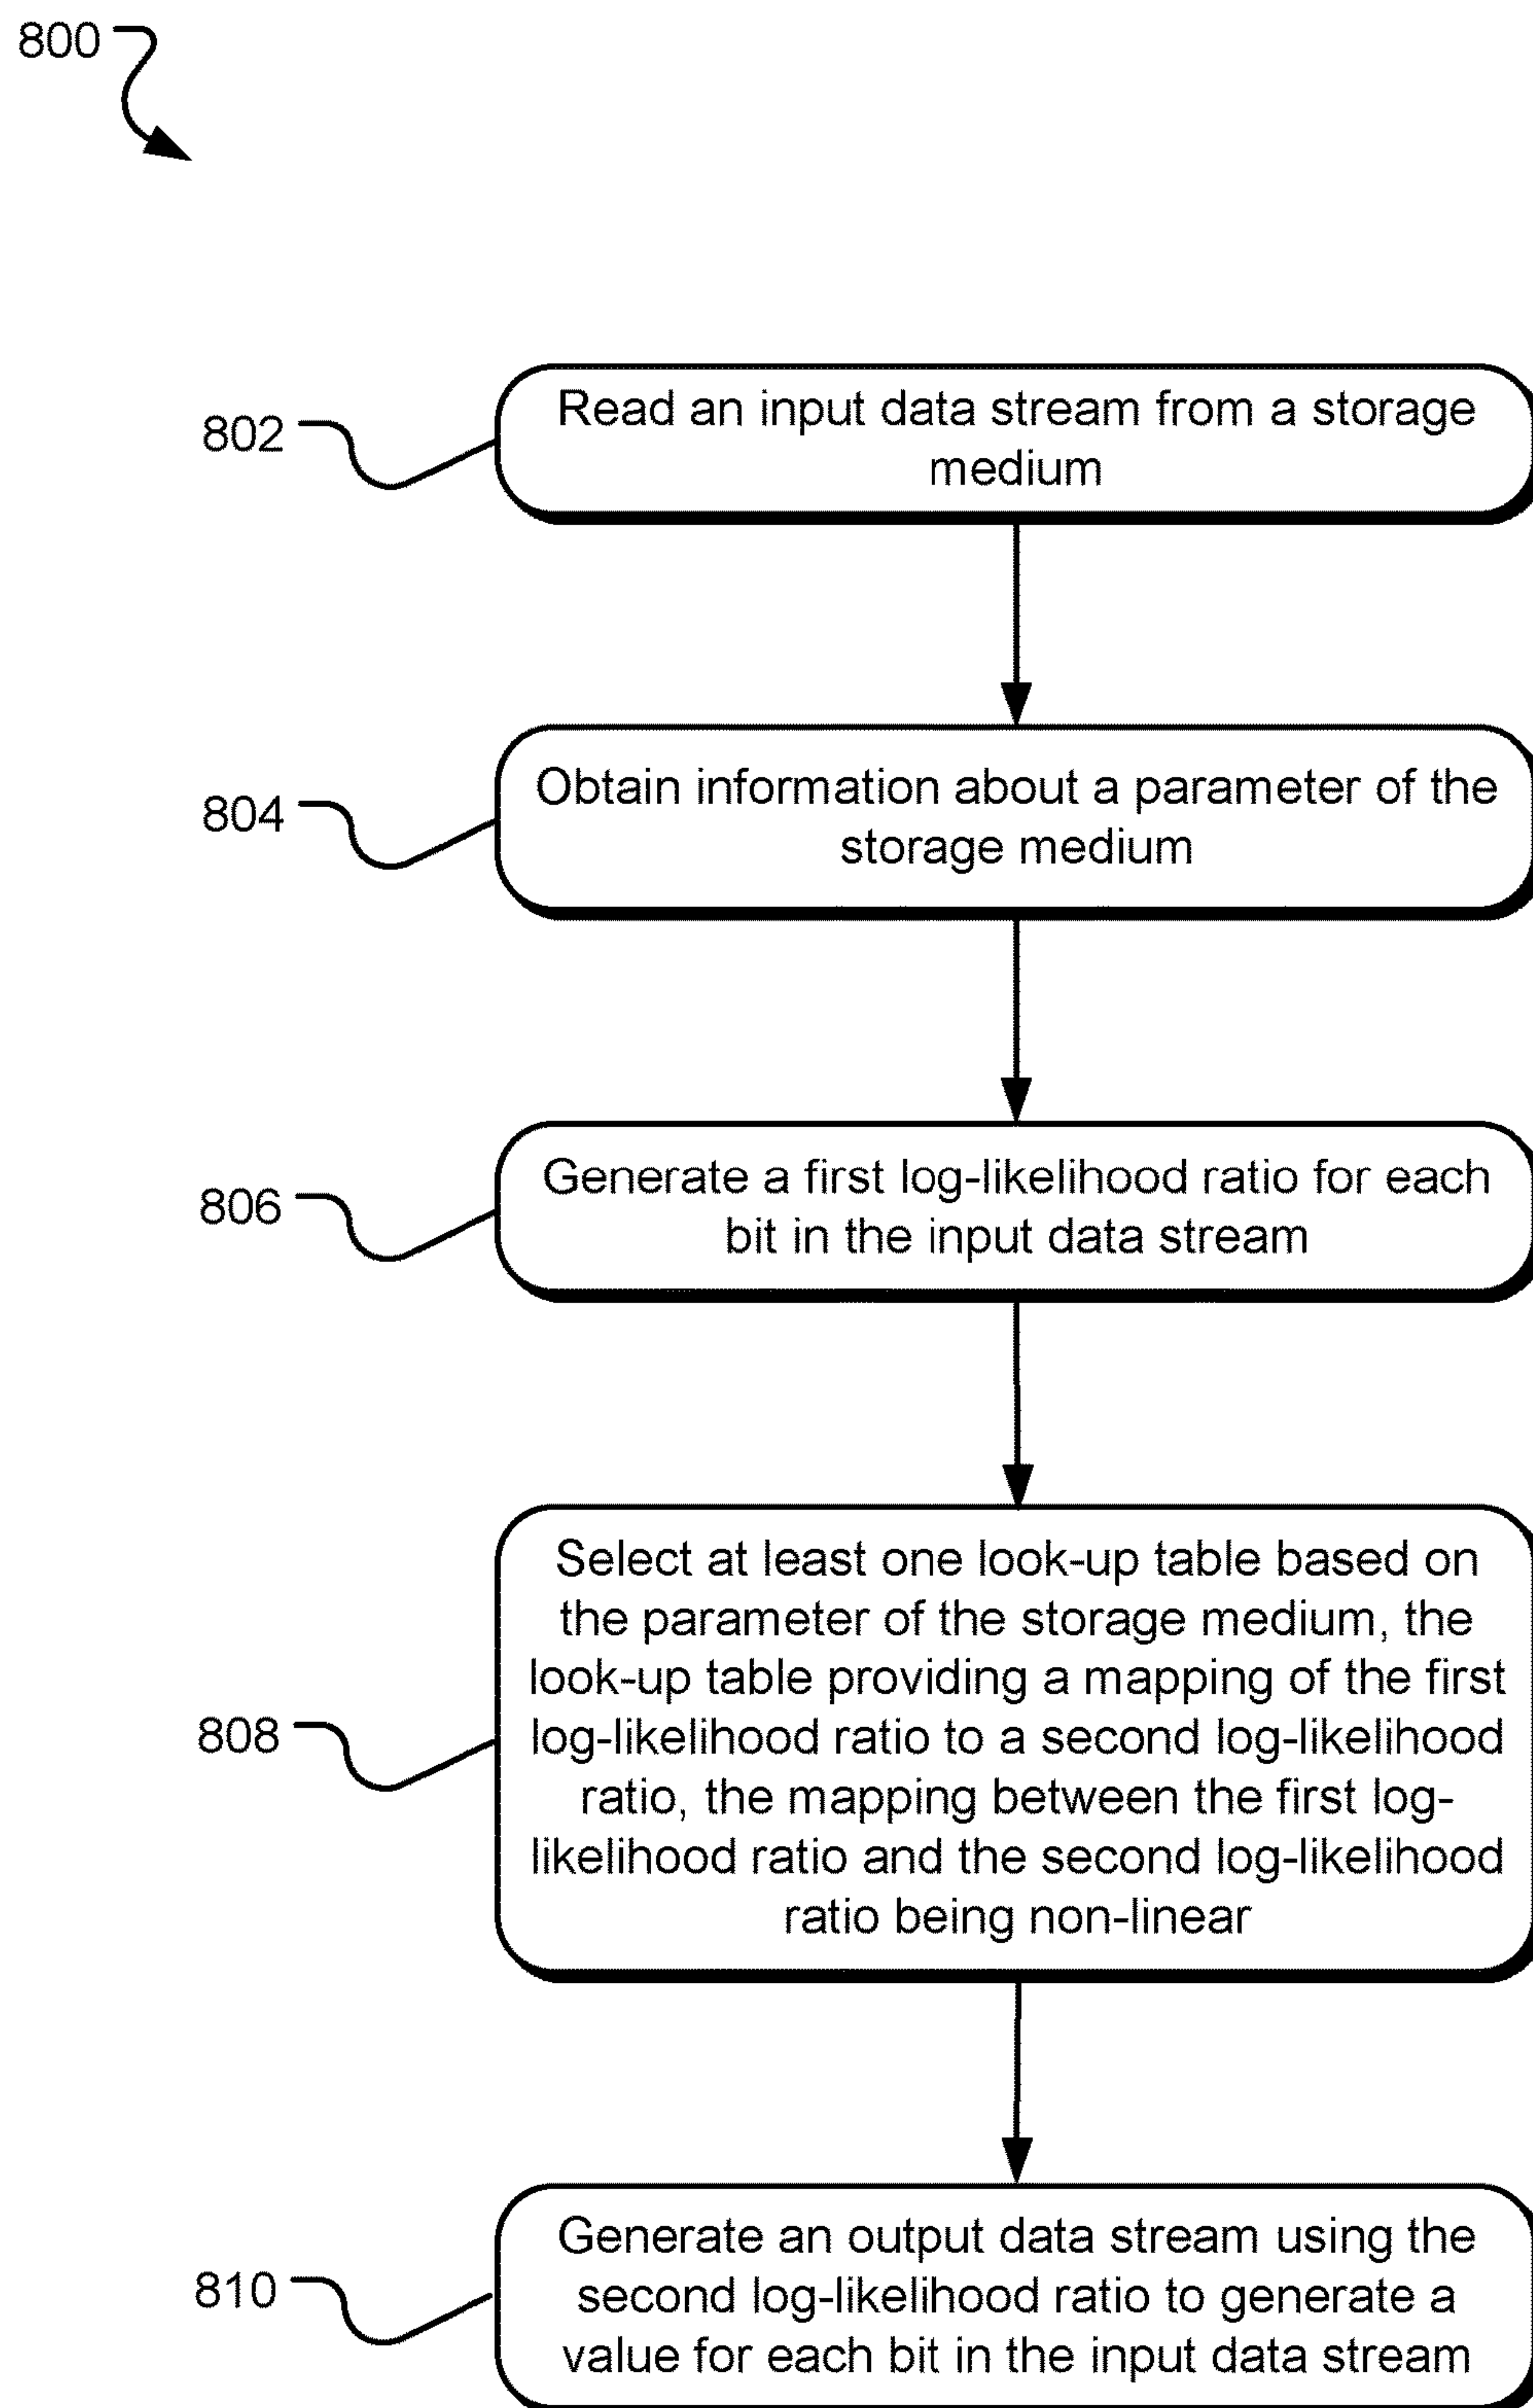 800
802
Read an input data stream from a storage
medium
804
Obtain information about a parameter of the
storage medium
806
Generate a first log-likelihood ratio for each
bit in the input data stream
808
Select at least one look-up table based on
the parameter of the storage medium, the
look-up table providing a mapping of the first
log-likelihood ratio to a second log-likelihood
ratio, the mapping between the first log-
likelihood ratio and the second log-likelihood
ratio being non-linear
810
Generate an output data stream using the
second log-likelihood ratio to generate a
value for each bit in the input data stream